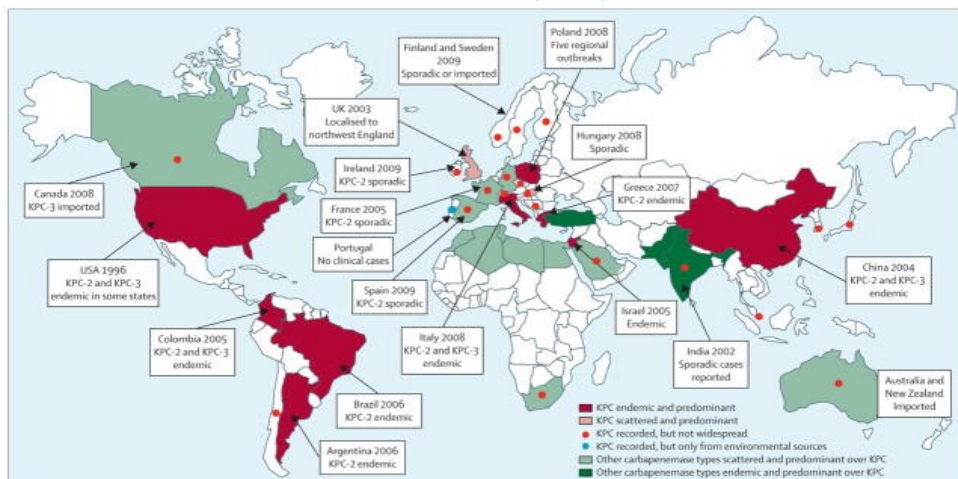 Finland and Sweden
2009
Sporadic or imported
Poland 2008
Five regional
outbreaks
UK 2003
Localised to
northwest England
Hungary 2008
Sporadic
Ireland 2009
KPC-2 sporadic
Greece 2007
KPC-2 endemic
Canada 2008
KPC-3 imported
France 2005
KPC-2 sporadic
Portugal
No clinical cases
USA 1996
KPC-2 and KPC-3
endemic in some states
Spain 2009
KPC-2 sporadic
China 2004
KPC-2 and KPC-3
endemic
Israel 2005
Endemic
Colombia 2005
KPC-2 and KPC-3
endemic
Italy 2008
KPC-2 and KPC-3
endemic
India 2002
Sporadic cases
reported
Brazil 2006
KPC-2 endemic
Australia and
New Zealand
Imported
Argentina 2006
KPC-2 endemic
KPC endemic and predominant
KPC scattered and predominant
KPC recorded, but not widespread
KPC recorded, but only from environmental sources
Other carbapenemase types scattered and predominant over KPC
Other carbapenemase types endemic and predominant over KPC